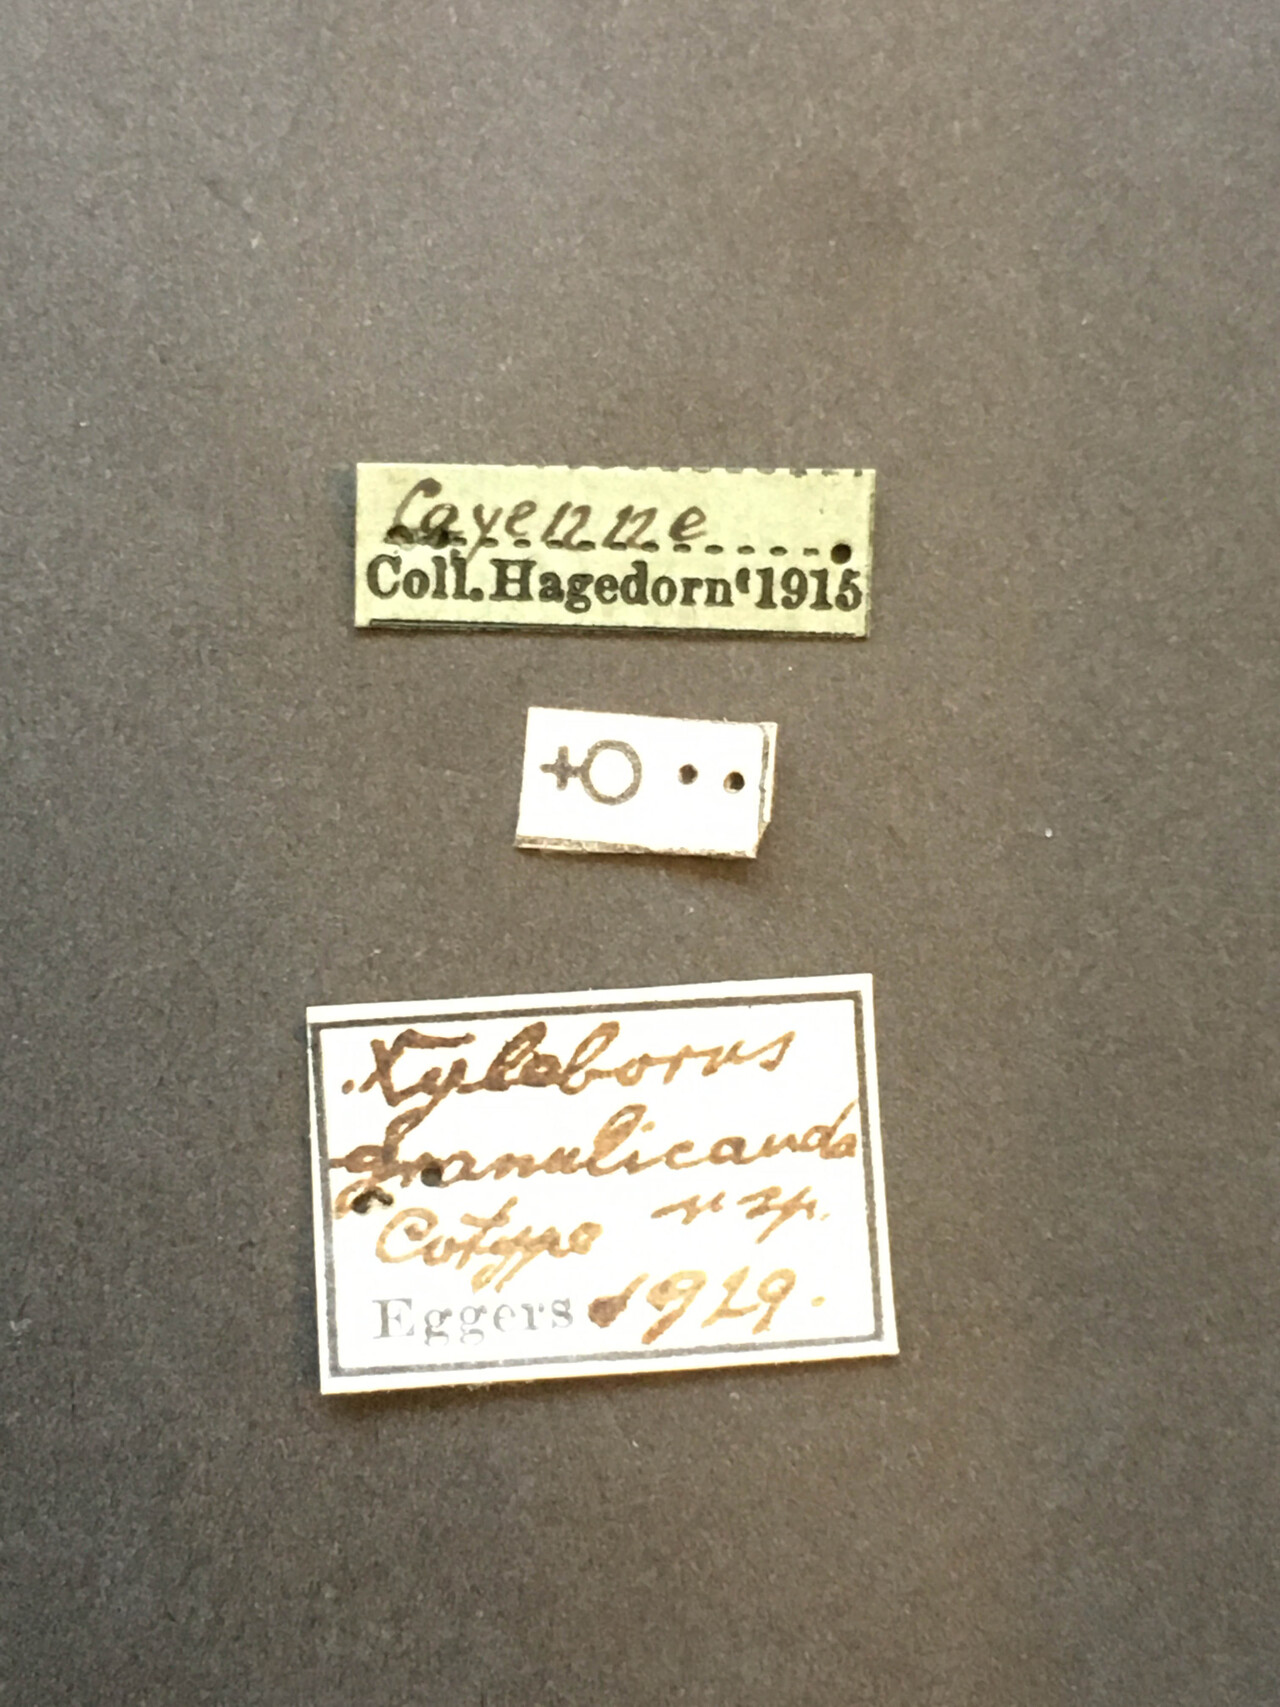 Cayenne
Coll. Hagedorn‘1915
♀
Xyleborus
granulicauda
n sp.
Cotype
Eggers 1929.